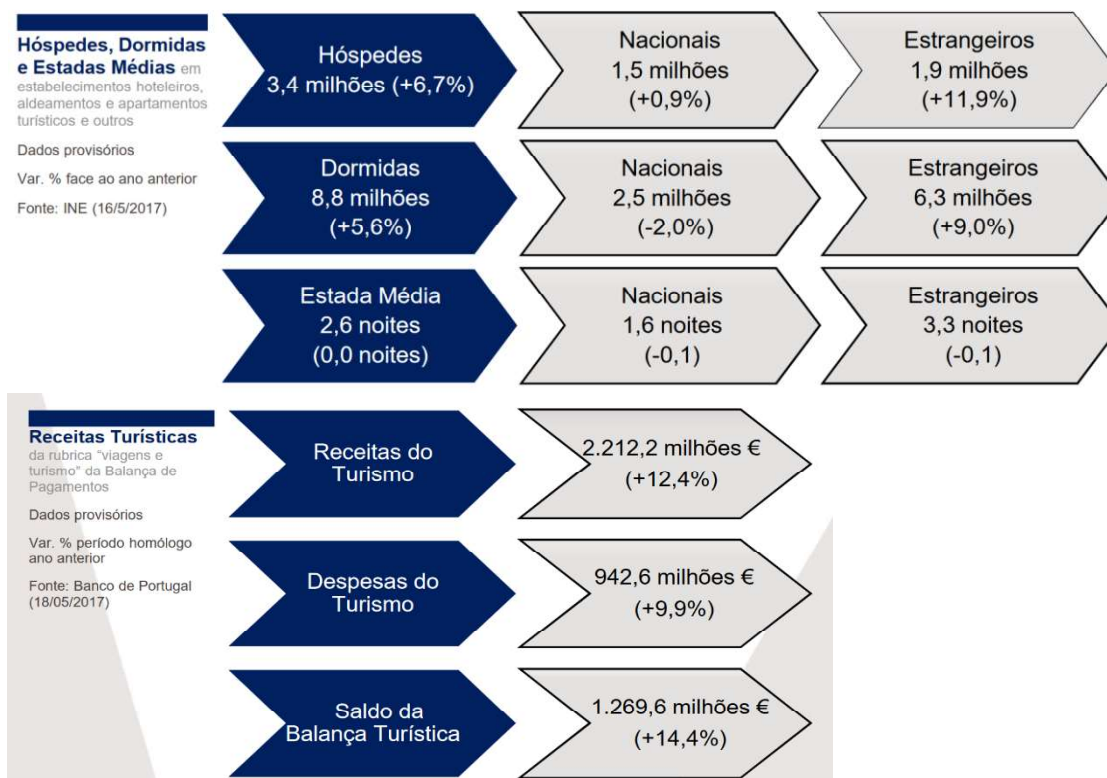 Hóspedes, Dormidas
e Estadas Médias em
estabelecimentos hoteleiros,
aldeamentos e apartamentos
turísticos e outros
Dados provisórios
Var. % face ao ano anterior
Fonte: INE (16/5/2017)
Hóspedes
3,4 milhões (+6,7%)
Nacionais
1,5 milhões
(+0,9%)
Estrangeiros
1,9 milhões
(+11,9%)
Dormidas
8,8 milhões
(+5,6%)
Nacionais
2,5 milhões
(-2,0%)
Estrangeiros
6,3 milhões
(+9,0%)
Estada Média
2,6 noites
(0,0 noites)
Nacionais
1,6 noites
(-0,1)
Estrangeiros
3,3 noites
(-0,1)
Receitas Turísticas
da rubrica "viagens e
turismo" da Balança de
Pagamentos
Dados provisórios
Var. % período homólogo
ano anterior
Fonte: Banco de Portugal
(18/05/2017)
Receitas do
Turismo
2.212,2 milhões €
(+12,4%)
Despesas do
Turismo
942,6 milhões €
(+9,9%)
Saldo da
Balança Turística
1.269,6 milhões €
(+14,4%)